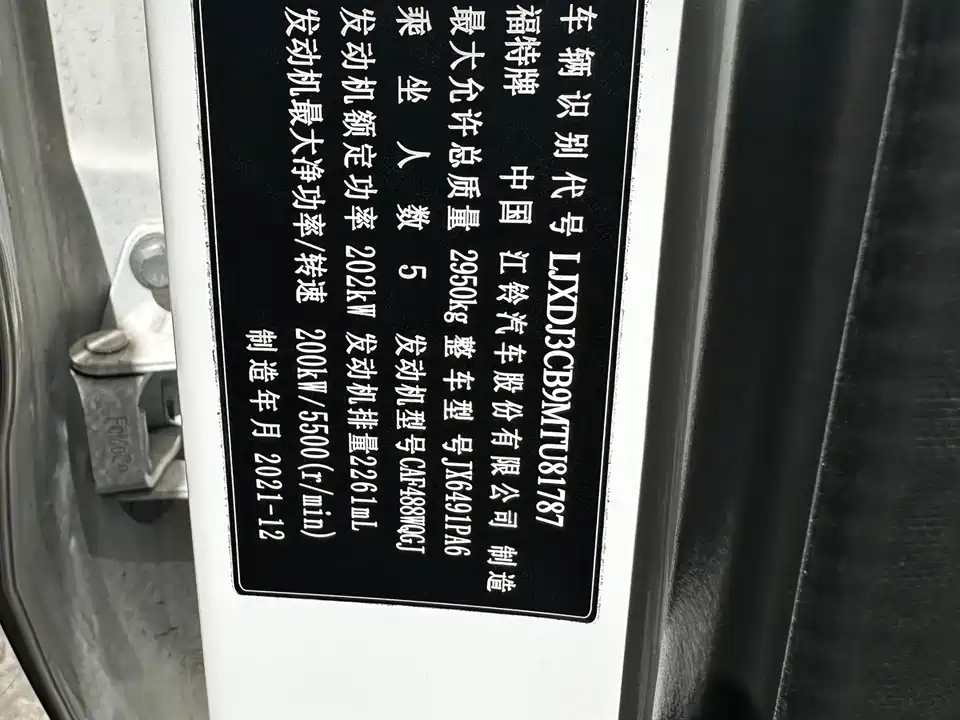 车辆识别代号 LJXDJ3CB9MTU81787
福特牌 中国 江铃汽车股份有限公司 制造
最大允许总质量 2950kg 整车型号JX6491PA6
乘坐人数 5 发动机型号CAF488WQGJ
发动机额定功率 202kW 发动机排量2261mL
发动机最大净功率/转速 200kW/5500(r/min)
制造年月 2021-12